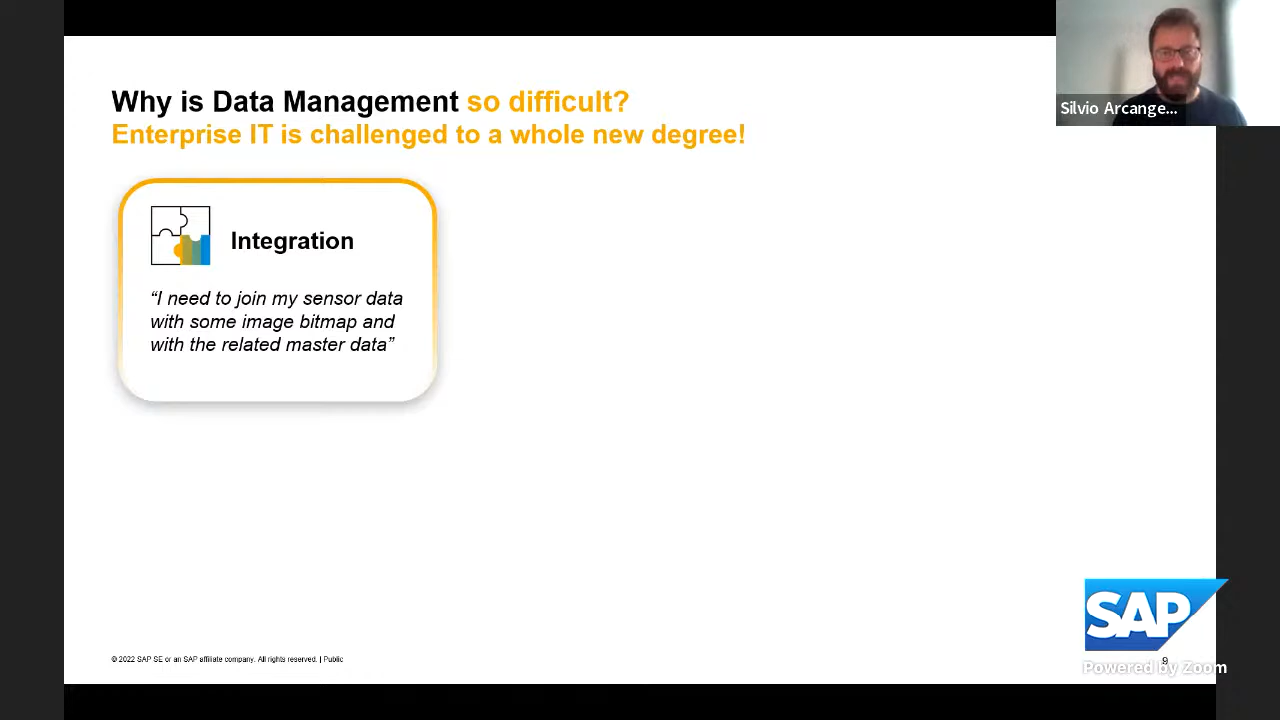 Why is Data Management so difficult?
Enterprise IT is challenged to a whole new degree!
Silvio Arcange...
Integration
“I need to join my sensor data
with some image bitmap and
with the related master data”
SAP
© 2022 SAP SE or an SAP affiliate company. All rights reserved. | Public
9
Powered by Zoom